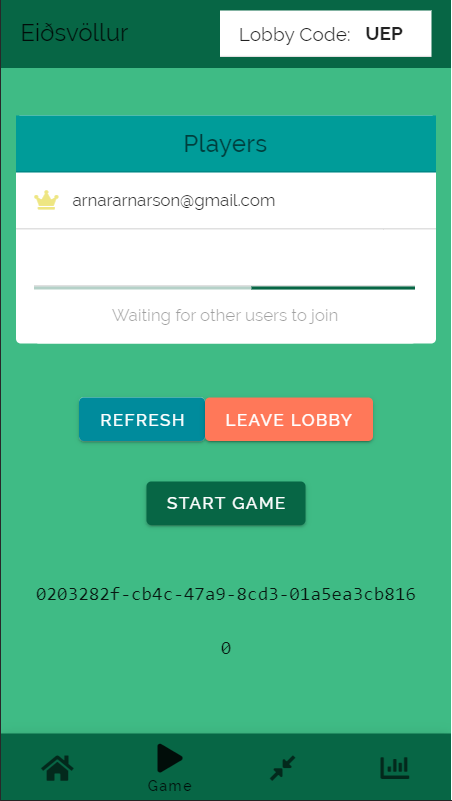 Eiðsvöllur
Lobby Code: UEP
Players
arnararnarson@gmail.com
Waiting for other users to join
REFRESH
LEAVE LOBBY
START GAME
0203282f-cb4c-47a9-8cd3-01a5ea3cb816
0
Game